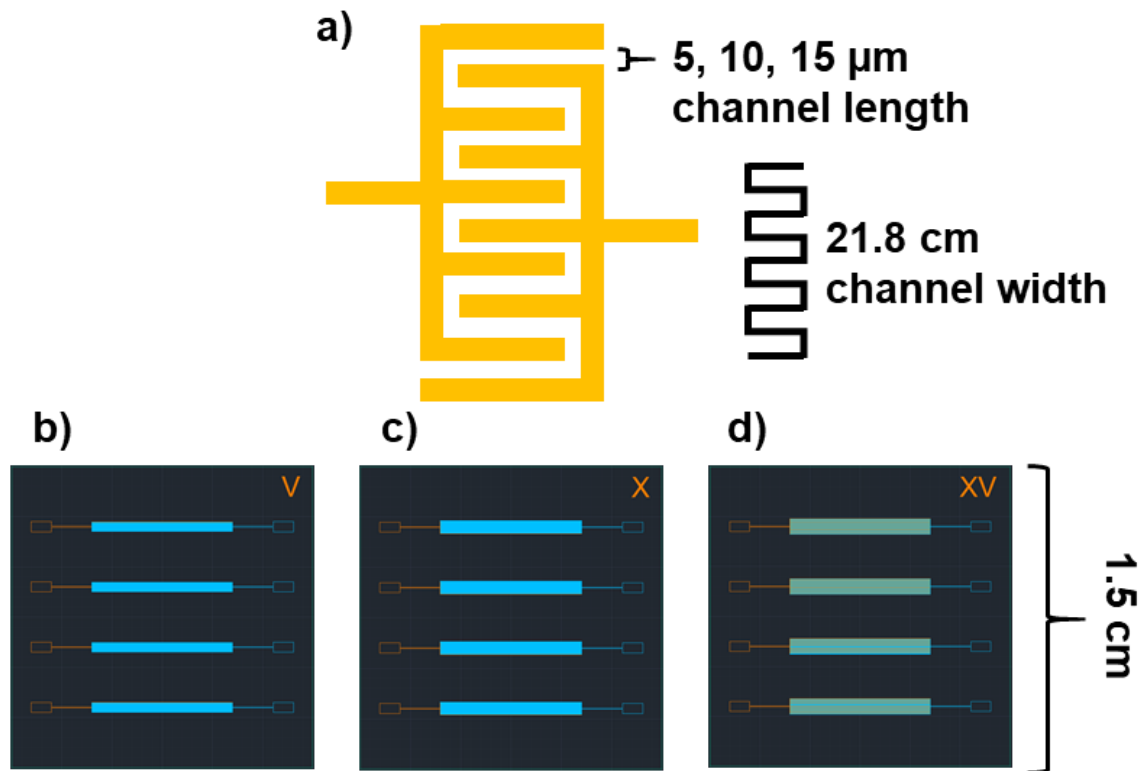 a)
5, 10, 15 µm
channel length
21.8 cm
channel width
b)
c)
d)
V
X
XV
1.5 cm